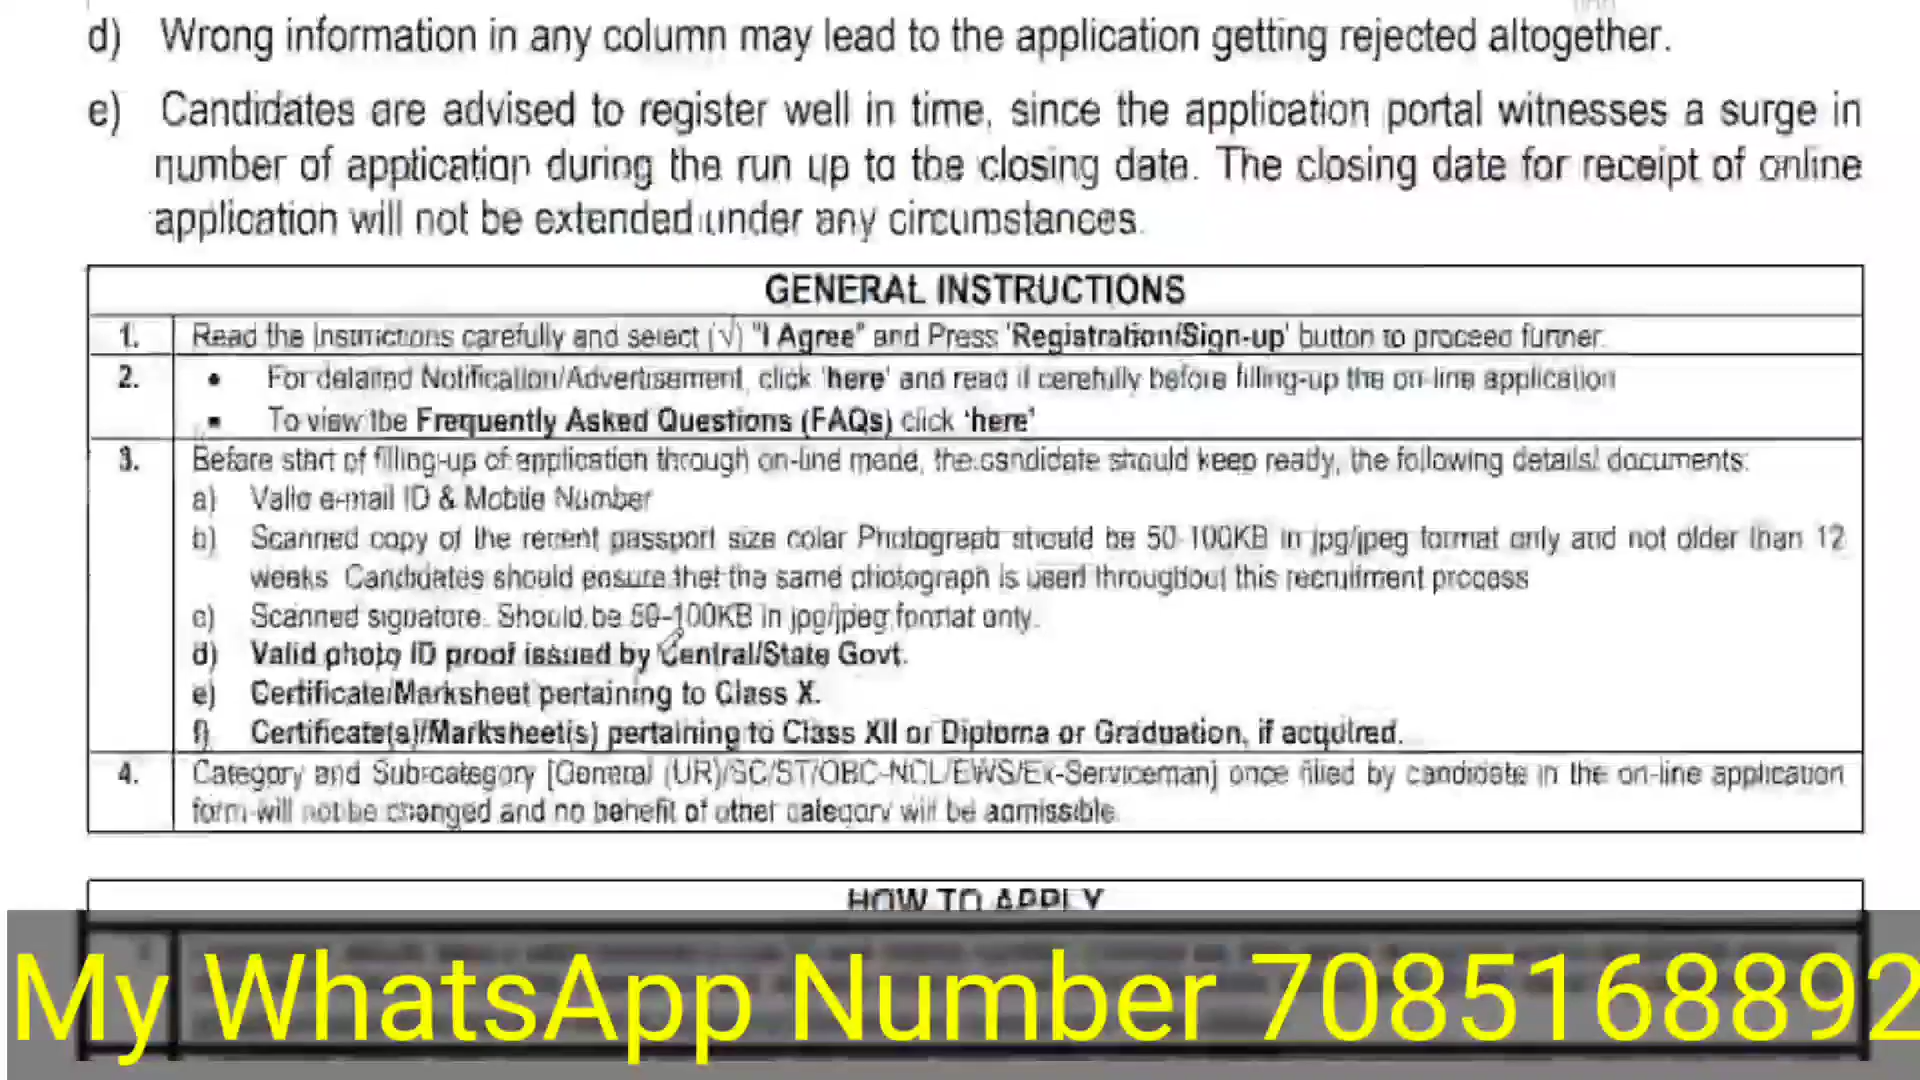 d) Wrong information in any column may lead to the application getting rejected altogether.
e) Candidates are advised to register well in time, since the application portal witnesses a surge in
number of application during the run up to the closing date. The closing date for receipt of online
application will not be extended under any circumstances.
GENERAL INSTRUCTIONS
1. Read the Instructions carefully and select (√) "I Agree" and Press 'Registration/Sign-up' button to proceed further.
2. • For detailed Notification/Advertisement, click 'here' and read it carefully before filling-up the on-line application
▪ To view the Frequently Asked Questions (FAQs) click 'here'
3. Before start of filling-up of application through on-line mode, the candidate should keep ready, the following details/ documents:
a) Valid e-mail ID & Mobile Number
b) Scanned copy of the recent passport size color Photograph should be 50-100KB in jpg/jpeg format only and not older than 12
weeks. Candidates should ensure that the same photograph is used throughout this recruitment process
c) Scanned signature. Should be 50-100KB in jpg/jpeg format only.
d) Valid photo ID proof issued by Central/State Govt.
e) Certificate/Marksheet pertaining to Class X.
f) Certificate(s)/Marksheet(s) pertaining to Class XII or Diploma or Graduation, if acquired.
4. Category and Sub-category [General (UR)/SC/ST/OBC-NCL/EWS/Ex-Serviceman] once filled by candidate in the on-line application
form will not be changed and no benefit of other category will be admissible.
HOW TO APPLY
My WhatsApp Number 7085168892